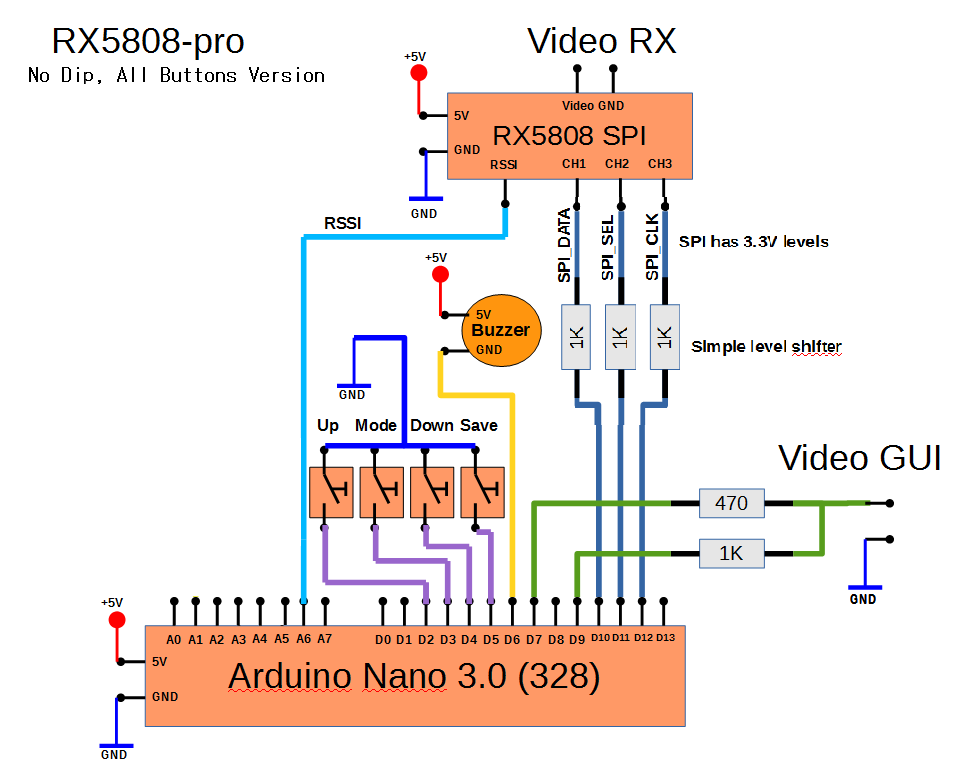 RX5808-pro
No Dip, All Buttons Version
Video RX
+5V
Video GND
5V
RX5808 SPI
GND
RSSI
CH1
CH2
CH3
GND
RSSI
SPI_DATA
SPI_SEL
SPI_CLK
SPI has 3.3V levels
+5V
5V
Buzzer
GND
1K
1K
1K
Simple level shifter
GND
Up
Mode
Down
Save
Video GUI
470
1K
GND
+5V
A0
A1
A2
A3
A4
A5
A6
A7
D0
D1
D2
D3
D4
D5
D6
D7
D8
D9
D10
D11
D12
D13
5V
Arduino Nano 3.0 (328)
GND
GND